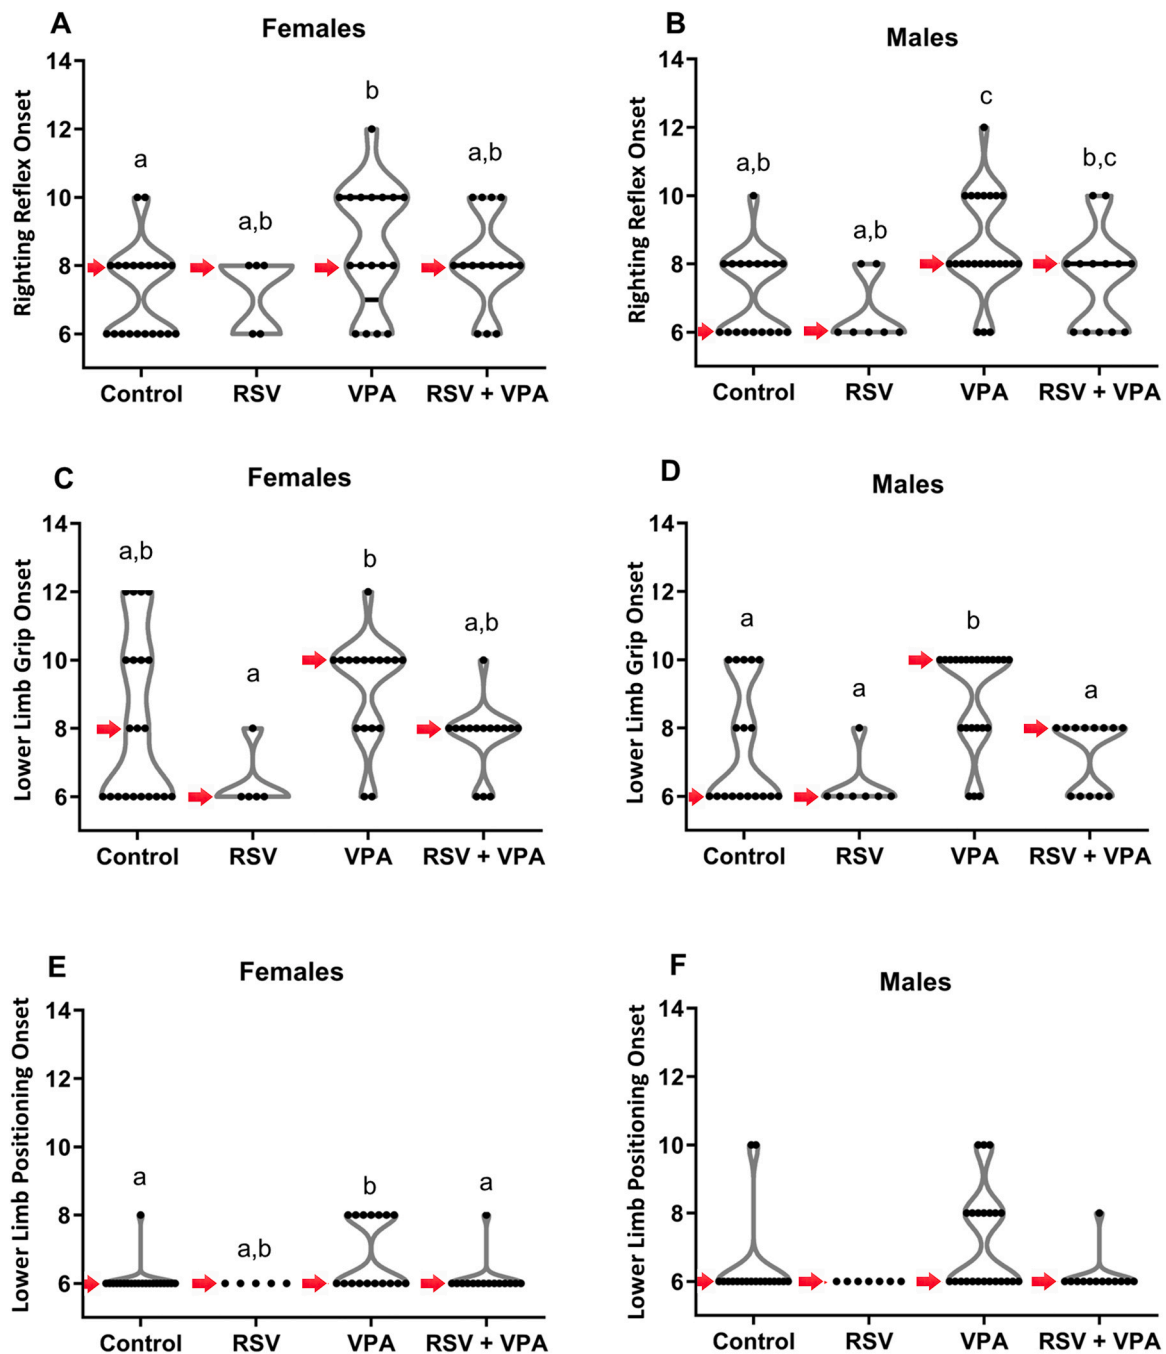 A
Females
Righting Reflex Onset
14
12
10
8
6
a
a,b
b
a,b
Control
RSV
VPA
RSV + VPA
B
Males
Righting Reflex Onset
14
12
10
8
6
a,b
a,b
c
b,c
Control
RSV
VPA
RSV + VPA
C
Females
Lower Limb Grip Onset
14
12
10
8
6
a,b
a
b
a,b
Control
RSV
VPA
RSV + VPA
D
Males
Lower Limb Grip Onset
14
12
10
8
6
a
a
b
a
Control
RSV
VPA
RSV + VPA
E
Females
Lower Limb Positioning Onset
14
12
10
8
6
a
a,b
b
a
Control
RSV
VPA
RSV + VPA
F
Males
Lower Limb Positioning Onset
14
12
10
8
6
Control
RSV
VPA
RSV + VPA